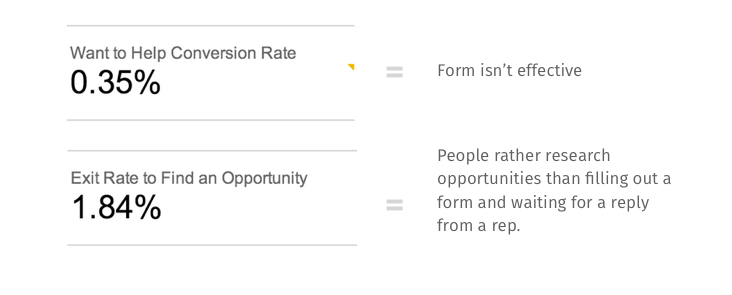 Want to Help Conversion Rate
0.35%
=
Form isn’t effective
Exit Rate to Find an Opportunity
1.84%
=
People rather research
opportunities than filling out a
form and waiting for a reply
from a rep.